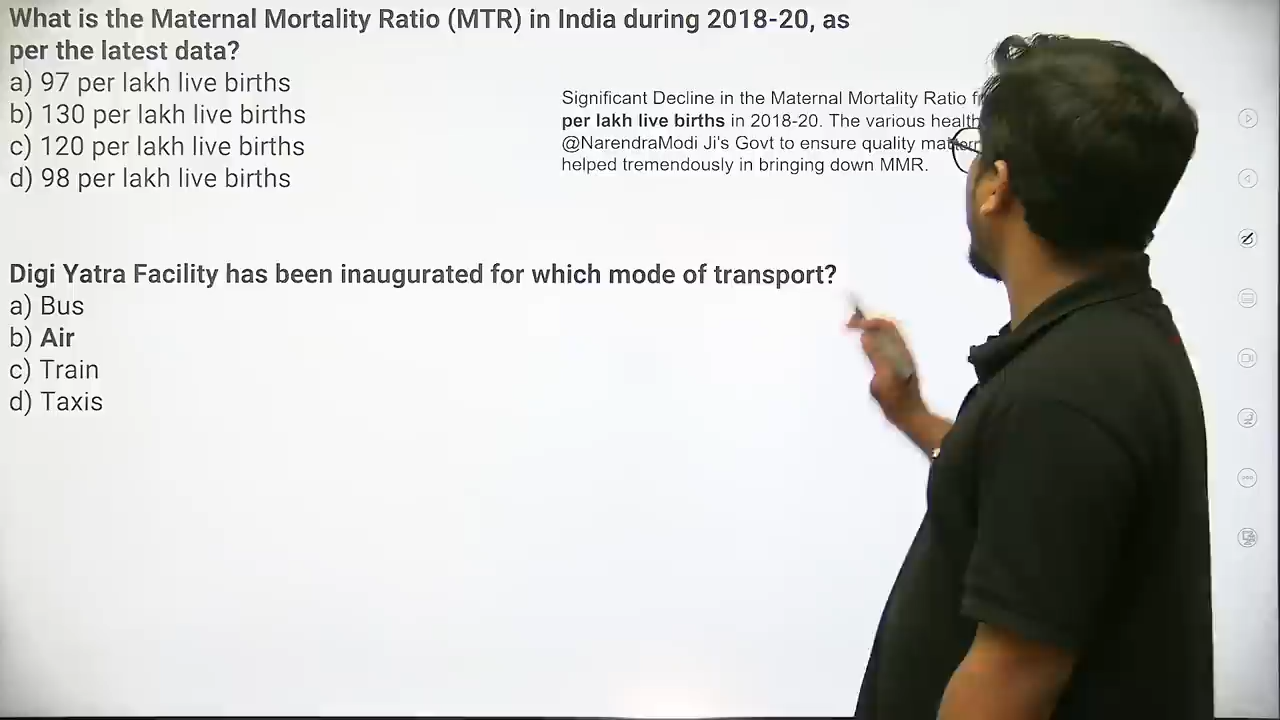 What is the Maternal Mortality Ratio (MTR) in India during 2018-20, as
per the latest data?
a) 97 per lakh live births
b) 130 per lakh live births
c) 120 per lakh live births
d) 98 per lakh live births
Significant Decline in the Maternal Mortality Ratio
per lakh live births in 2018-20. The various health
@NarendraModi Ji's Govt to ensure quality
helped tremendously in bringing down MMR.
Digi Yatra Facility has been inaugurated for which mode of transport?
a) Bus
b) Air
c) Train
d) Taxis